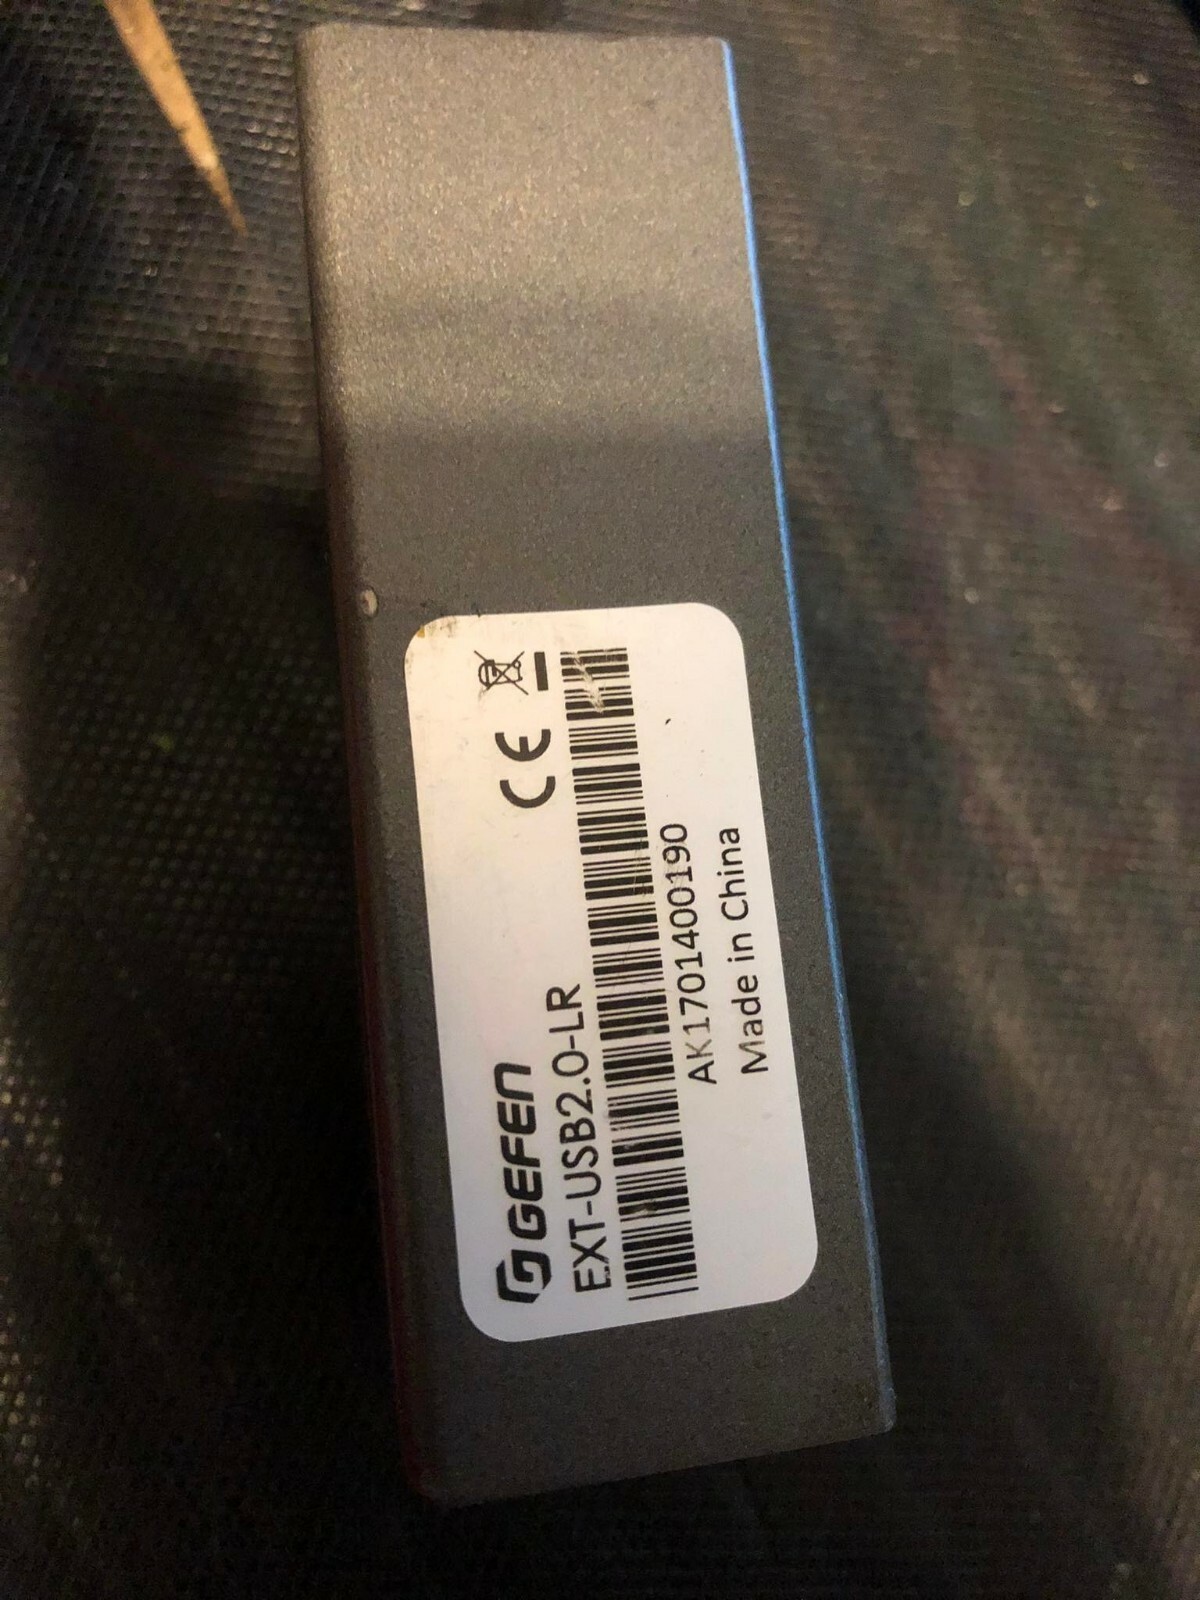 GEFEN
EXT-USB2.0-LR
CE
AK1701400190
Made in China